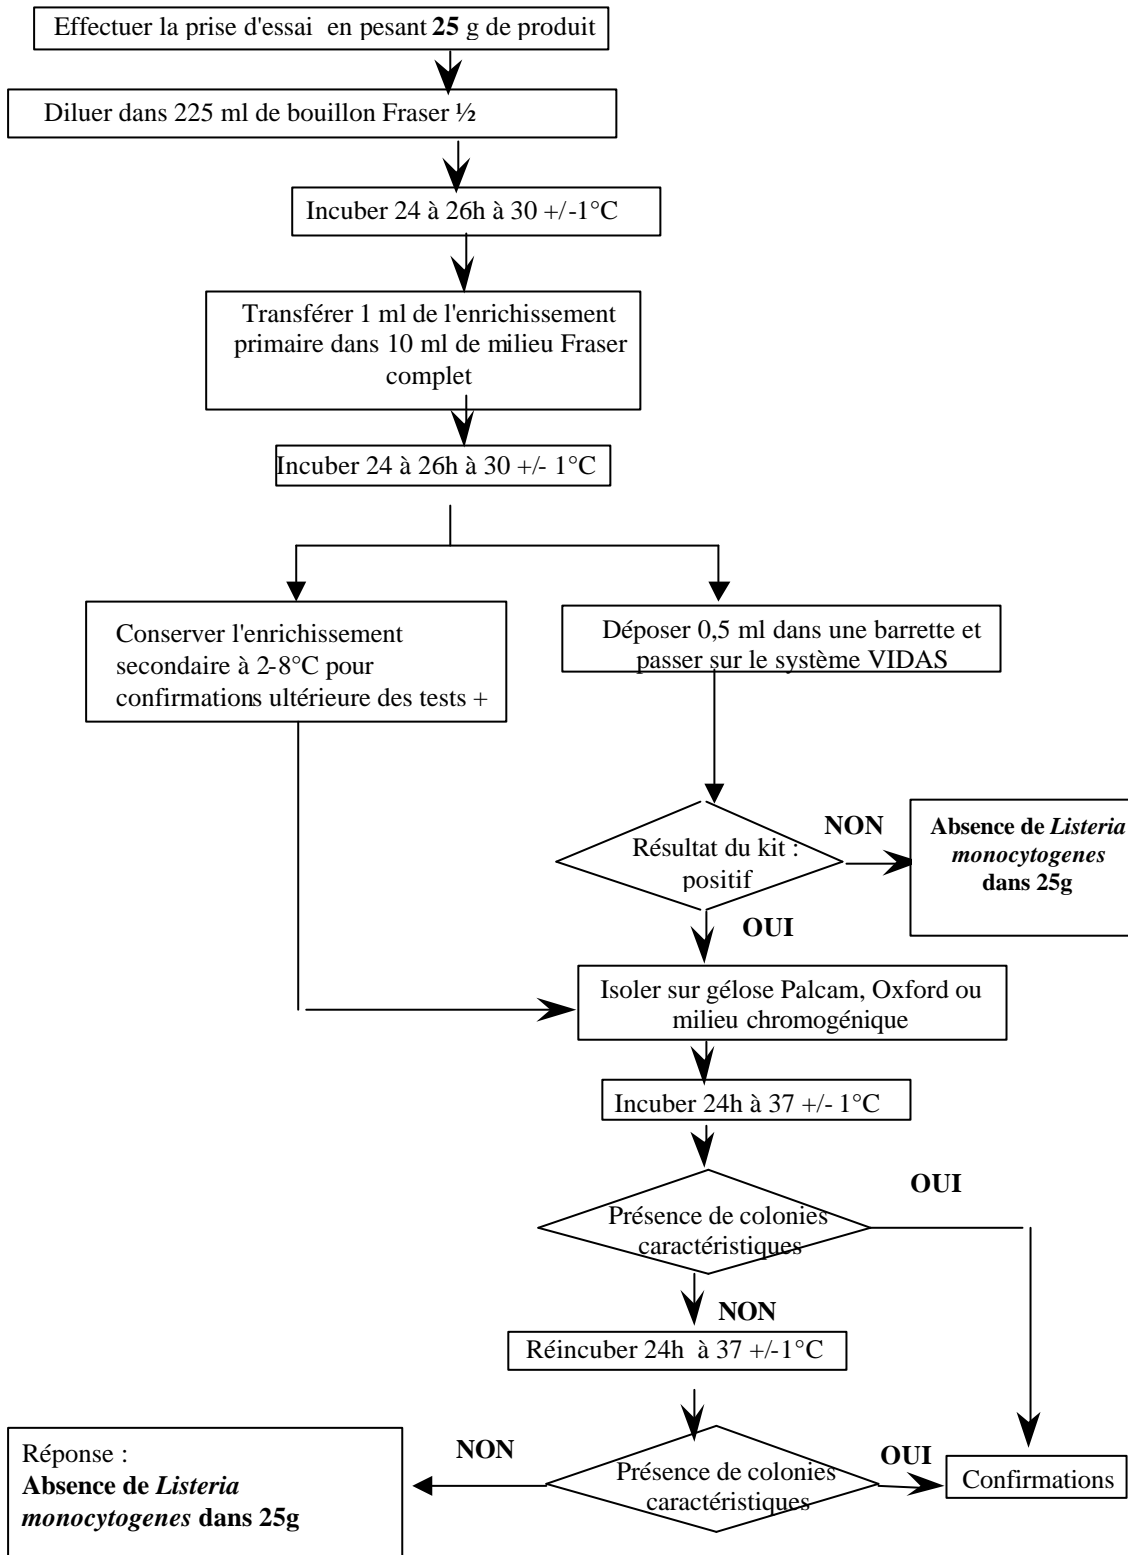 Effectuer la prise d'essai en pesant 25 g de produit
Diluer dans 225 ml de bouillon Fraser ½
Incuber 24 à 26h à 30 +/-1°C
Transférer 1 ml de l'enrichissement
primaire dans 10 ml de milieu Fraser
complet
Incuber 24 à 26h à 30 +/- 1°C
Conserver l'enrichissement
secondaire à 2-8°C pour
confirmations ultérieure des tests +
Déposer 0,5 ml dans une barrette et
passer sur le système VIDAS
Résultat du kit :
positif
NON
Absence de Listeria
monocytogenes
dans 25g
OUI
Isoler sur gélose Palcam, Oxford ou
milieu chromogénique
Incuber 24h à 37 +/- 1°C
Présence de colonies
caractéristiques
OUI
NON
Réincuber 24h à 37 +/-1°C
Présence de colonies
caractéristiques
NON
OUI
Réponse :
Absence de Listeria
monocytogenes dans 25g
Confirmations